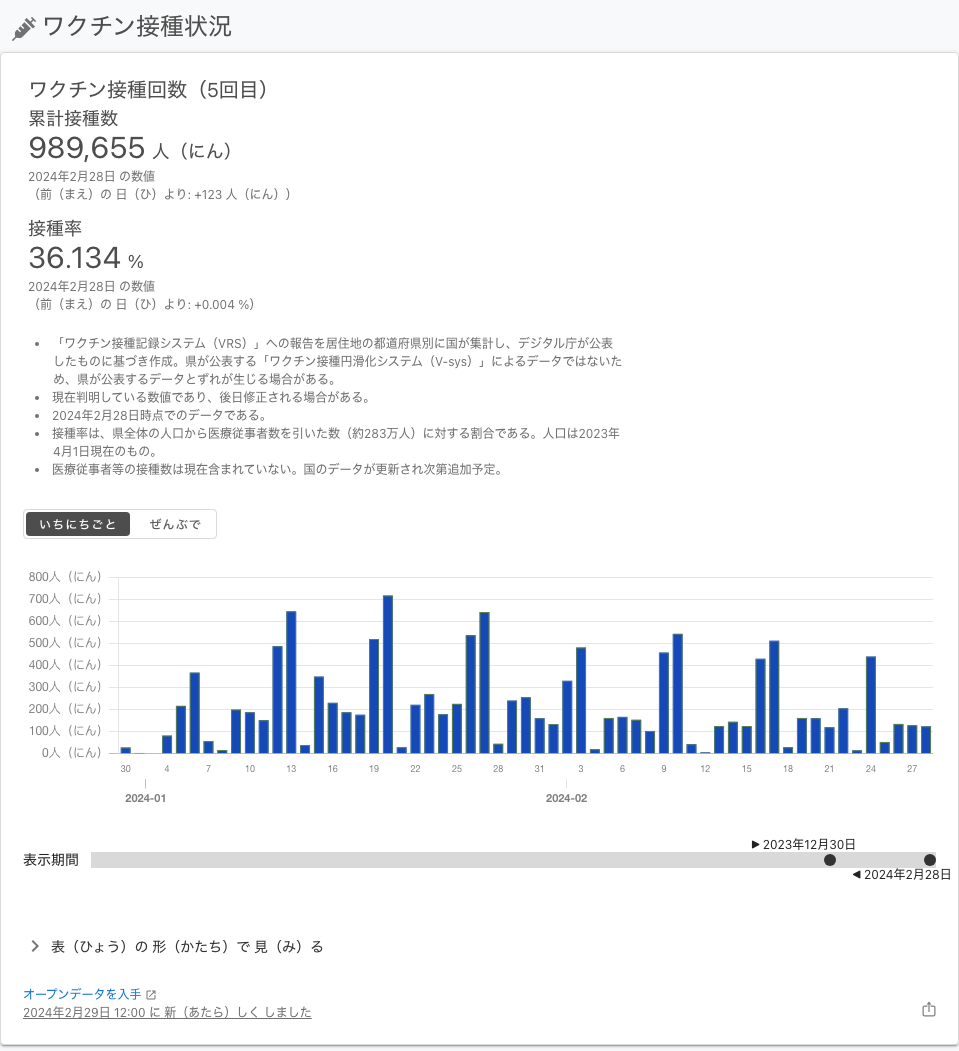 ワクチン接種状況
ワクチン接種回数（5回目）
累計接種数
989,655 人（にん）
2024年2月28日 の数値
（前（まえ）の 日（ひ）より: +123 人（にん））
接種率
36.134 %
2024年2月28日 の数値
（前（まえ）の 日（ひ）より: +0.004 %）
• 「ワクチン接種記録システム（VRS）」への報告を居住地の都道府県別に国が集計し、デジタル庁が公表
したものに基づき作成。県が公表する「ワクチン接種円滑化システム（V-sys）」によるデータではないた
め、県が公表するデータとずれが生じる場合がある。
• 現在判明している数値であり、後日修正される場合がある。
• 2024年2月28日時点でのデータである。
• 接種率は、県全体の人口から医療従事者数を引いた数（約283万人）に対する割合である。人口は2023年
4月1日現在のもの。
• 医療従事者等の接種数は現在含まれていない。国のデータが更新され次第追加予定。
いちにちごと ぜんぶで
800人（にん）
700人（にん）
600人（にん）
500人（にん）
400人（にん）
300人（にん）
200人（にん）
100人（にん）
0人（にん）
30 4 7 10 13 16 19 22 25 28 31 3 6 9 12 15 18 21 24 27
2024-01 2024-02
▶ 2023年12月30日
表示期間
◀ 2024年2月28日
表（ひょう）の 形（かたち）で 見（み）る
オープンデータを入手
2024年2月29日 12:00 に 新（あたら）しく しました